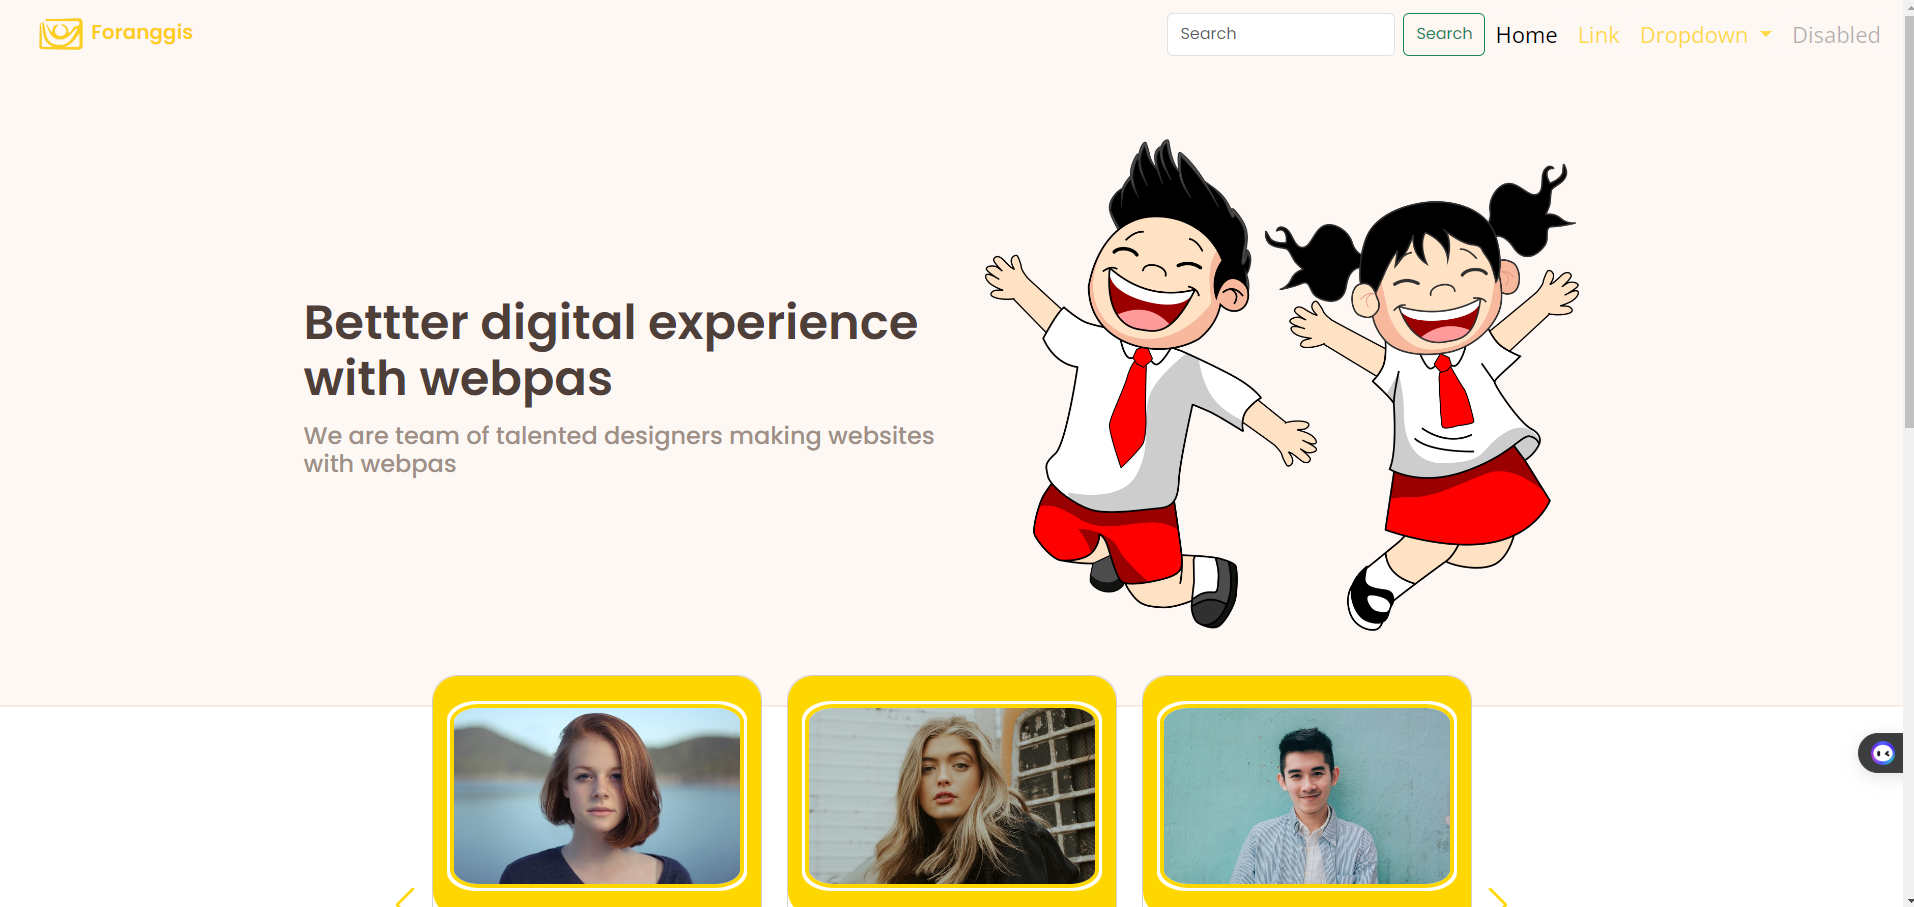 Foranggis
Search
Search
Home
Link
Dropdown
Disabled
Bettter digital experience
with webpas
We are team of talented designers making websites
with webpas